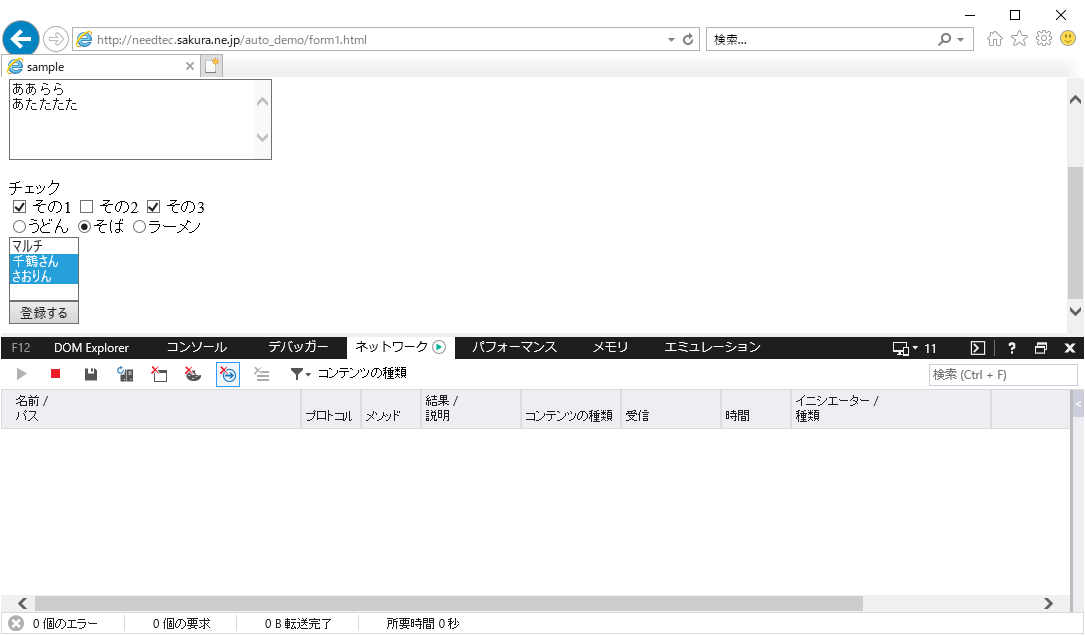 http://needtec.sakura.ne.jp/auto_demo/form1.html
検索...
sample
ああらら
あたたたた
チェック
その1 その2 その3
うどん そば ラーメン
マルチ
千鶴さん
さおりん
登録する
F12 DOM Explorer コンソール デバッガー ネットワーク パフォーマンス メモリ エミュレーション 11 ?
コンテンツの種類 検索 (Ctrl + F)
名前 /
パス
プロトコル
メソッド
結果 /
説明
コンテンツの種類
受信
時間
イニシエーター /
種類
0 個のエラー 0 個の要求 0 B 転送完了 所要時間 0 秒